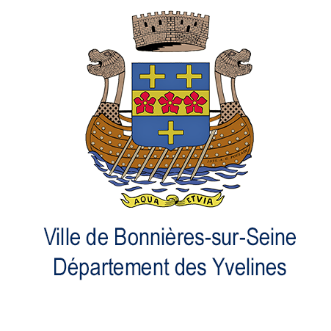 AQUA ET VIA
Ville de Bonnières-sur-Seine
Département des Yvelines